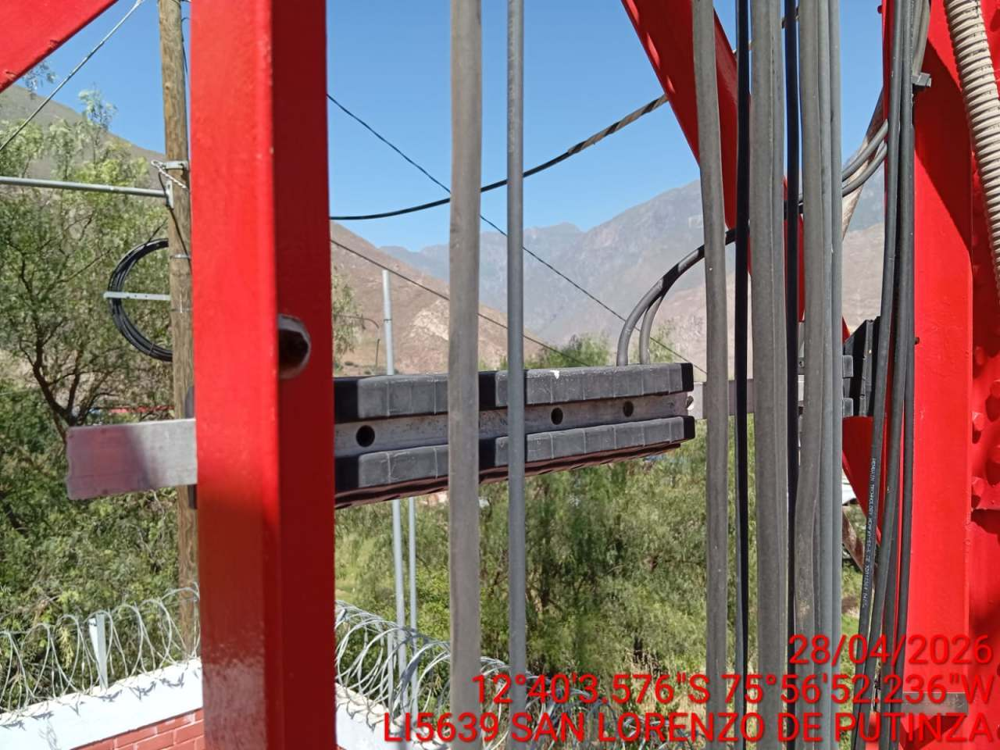 28/04/2026
12°40'3.576"S 75°56'52.236"W
LI5639 SAN LORENZO DE PUTINZA